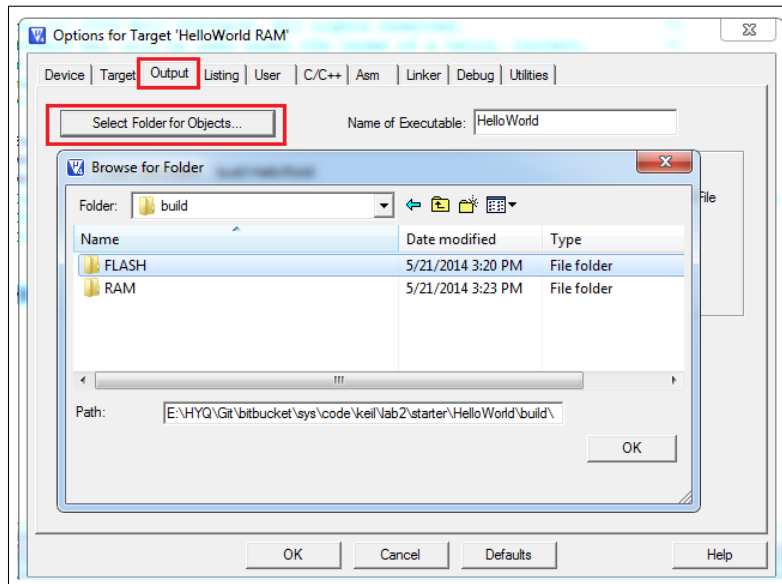 Options for Target 'HelloWorld RAM'
Device Target Output Listing User C/C++ Asm Linker Debug Utilities
Select Folder for Objects... Name of Executable: HelloWorld
Browse for Folder
File
Folder: build
Name Date modified Type
FLASH 5/21/2014 3:20 PM File folder
RAM 5/21/2014 3:23 PM File folder
Path: E:\HYQ\Git\bitbucket\sys\code\keil\lab2\starter\HelloWorld\build\
OK
OK Cancel Defaults Help